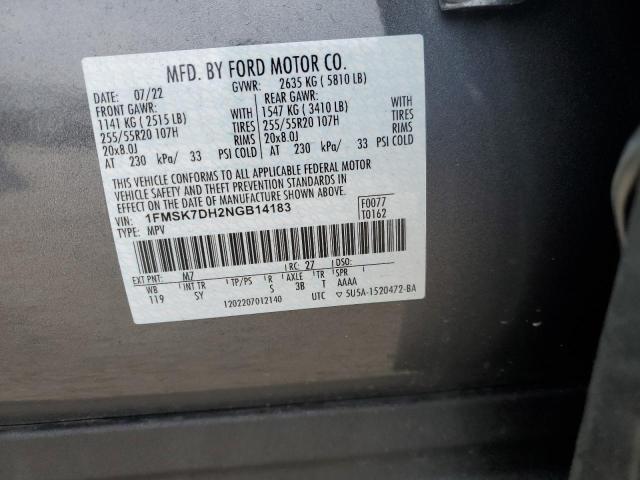 MFD. BY FORD MOTOR CO.
DATE: 07/22 GVWR: 2635 KG ( 5810 LB)
FRONT GAWR: REAR GAWR:
1141 KG ( 2515 LB) WITH 1547 KG ( 3410 LB) WITH
255/55R20 107H TIRES 255/55R20 107H TIRES
20x8.0J RIMS 20x8.0J RIMS
AT 230 kPa/ 33 PSI COLD AT 230 kPa/ 33 PSI COLD
THIS VEHICLE CONFORMS TO ALL APPLICABLE FEDERAL MOTOR
VEHICLE SAFETY AND THEFT PREVENTION STANDARDS IN
EFFECT ON THE DATE OF MANUFACTURE SHOWN ABOVE.
VIN: 1FMSK7DH2NGB14183 F0077
TYPE: MPV T0162
EXT PNT: M7 RC: 27 DSO:
WB INT TR TP/PS R AXLE TR SPR
119 SY S 3B T AAAA
1202207012140 UTC ▽ SU5A-1520472-BA